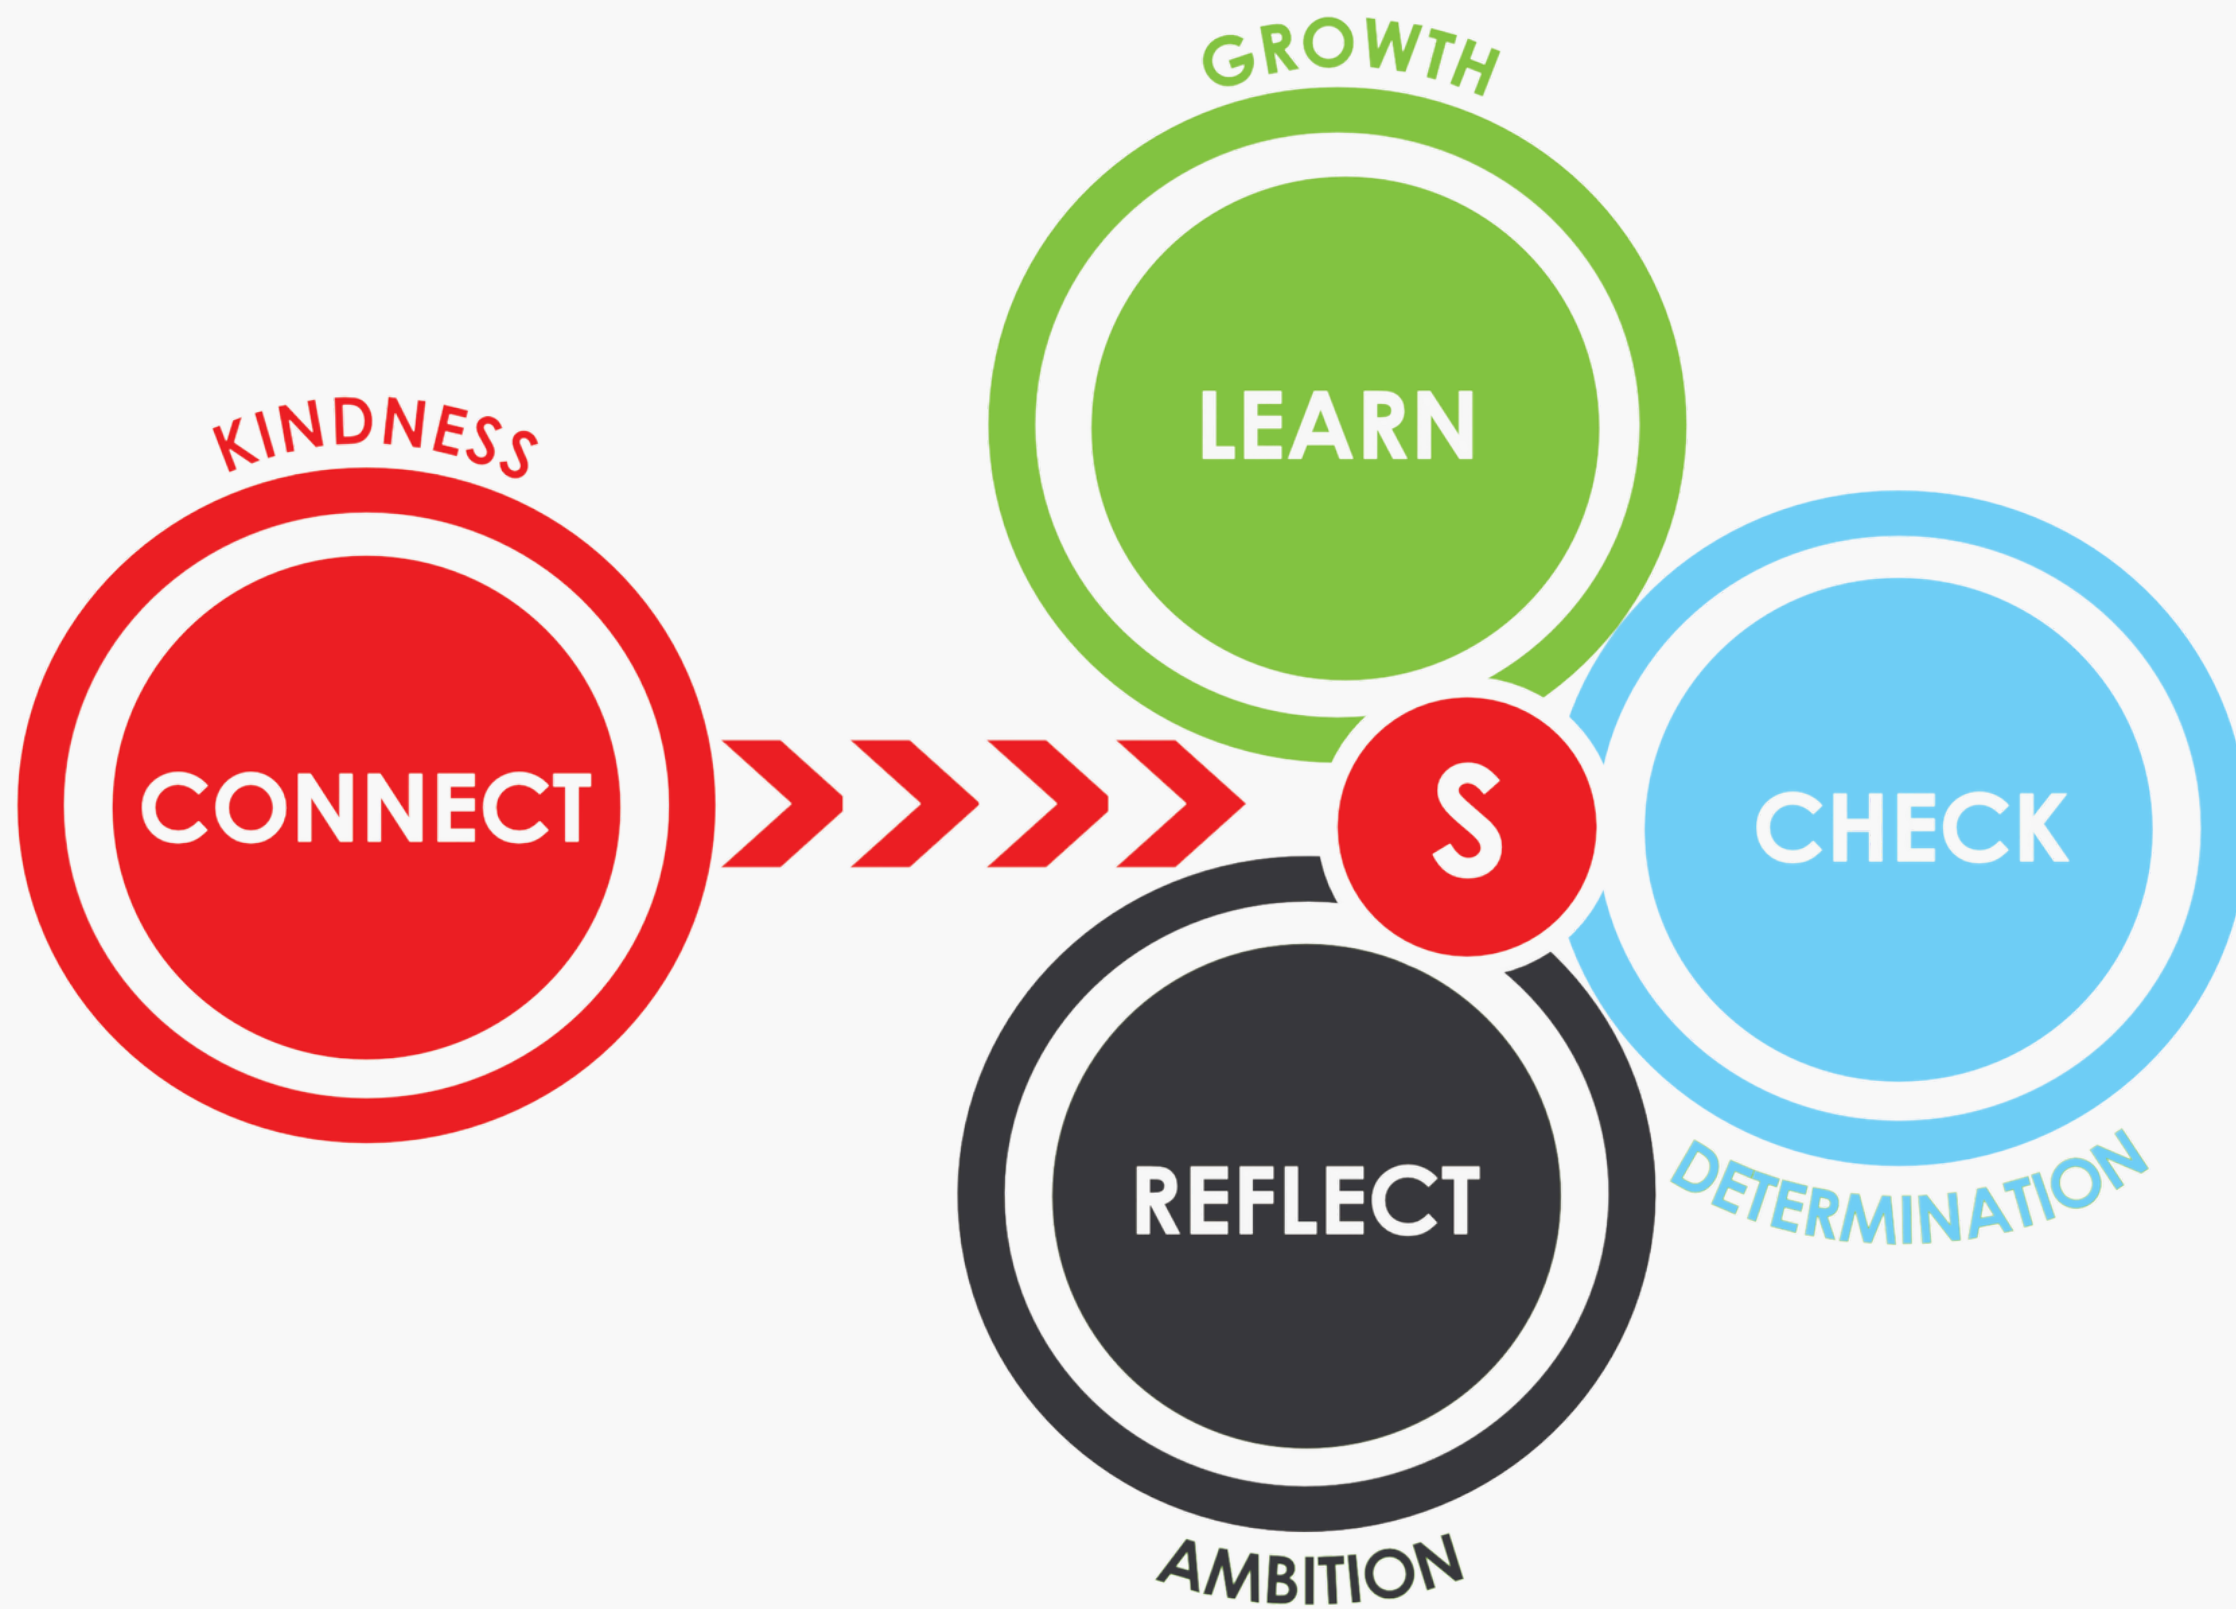 KINDNESS
CONNECT
GROWTH
LEARN
S
CHECK
DETERMINATION
REFLECT
AMBITION